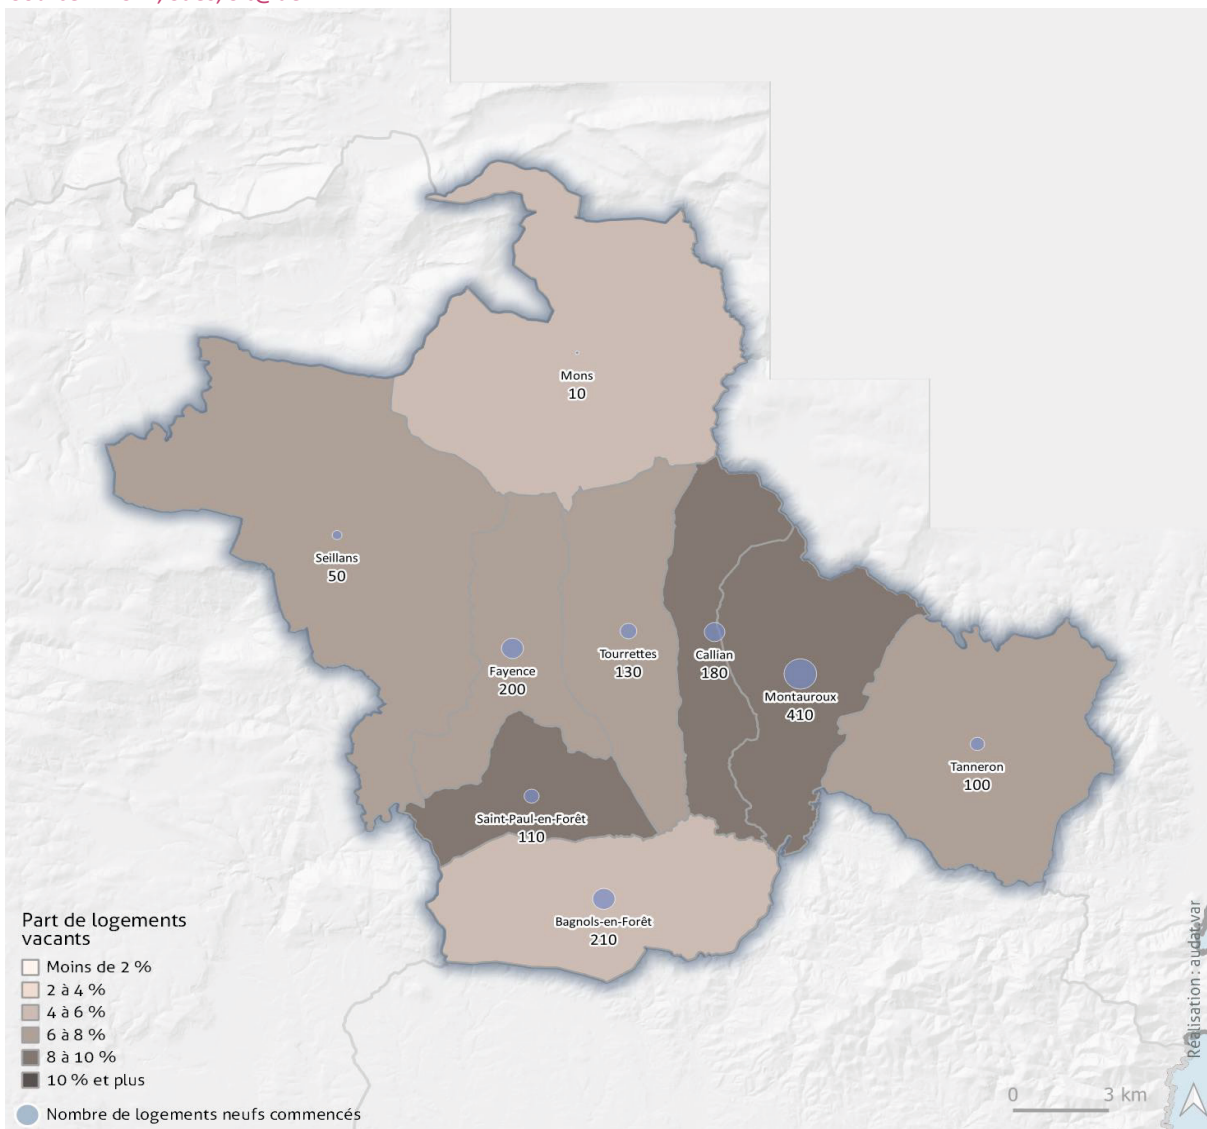 Mons
10
Seillans
50
Fayence
200
Tourrettes
130
Callian
180
Montauroux
410
Tanneron
100
Saint-Paul-en-Forêt
110
Bagnols-en-Forêt
210
Part de logements
vacants
Moins de 2 %
2 à 4 %
4 à 6 %
6 à 8 %
8 à 10 %
10 % et plus
Nombre de logements neufs commencés
0 3 km
Réalisation : audat.var